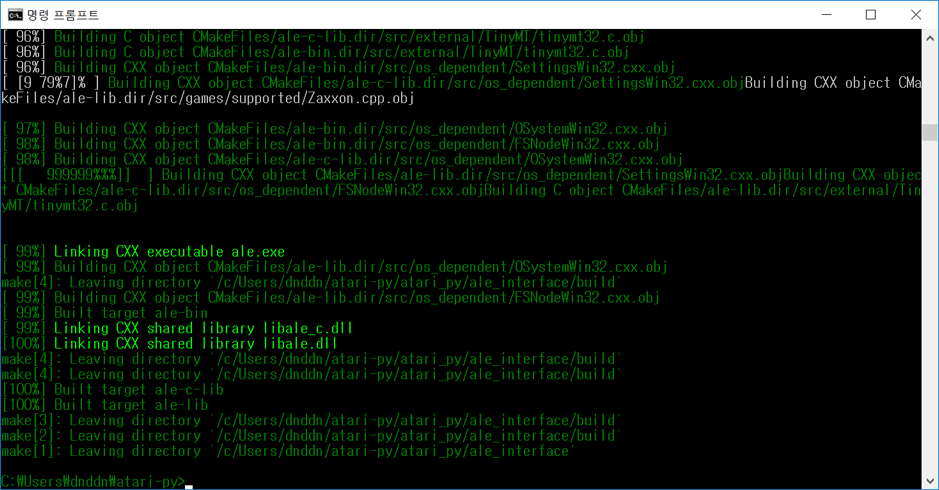 명령 프롬프트
[ 96%] Building C object CMakeFiles/ale-c-lib.dir/src/external/TinyMT/tinymt32.c.obj
[ 96%] Building C object CMakeFiles/ale-bin.dir/src/external/TinyMT/tinymt32.c.obj
[ 96%] Building CXX object CMakeFiles/ale-bin.dir/src/os_dependent/SettingsWin32.cxx.obj
[ [9 79%7]% ] Building CXX object CMakeFiles/ale-c-lib.dir/src/os_dependent/SettingsWin32.cxx.objBuilding CXX object CMa
keFiles/ale-lib.dir/src/games/supported/Zaxxon.cpp.obj
[ 97%] Building CXX object CMakeFiles/ale-bin.dir/src/os_dependent/OSystemWin32.cxx.obj
[ 98%] Building CXX object CMakeFiles/ale-bin.dir/src/os_dependent/FSNodeWin32.cxx.obj
[ 98%] Building CXX object CMakeFiles/ale-c-lib.dir/src/os_dependent/OSystemWin32.cxx.obj
[[[   999999%%%]]  ] Building CXX object CMakeFiles/ale-lib.dir/src/os_dependent/SettingsWin32.cxx.objBuilding CXX objec
t CMakeFiles/ale-c-lib.dir/src/os_dependent/FSNodeWin32.cxx.objBuilding C object CMakeFiles/ale-lib.dir/src/external/Tin
yMT/tinymt32.c.obj
[ 99%] Linking CXX executable ale.exe
[ 99%] Building CXX object CMakeFiles/ale-lib.dir/src/os_dependent/OSystemWin32.cxx.obj
make[4]: Leaving directory '/c/Users/dnddn/atari-py/atari_py/ale_interface/build'
[ 99%] Building CXX object CMakeFiles/ale-lib.dir/src/os_dependent/FSNodeWin32.cxx.obj
[ 99%] Built target ale-bin
[ 99%] Linking CXX shared library libale_c.dll
[100%] Linking CXX shared library libale.dll
make[4]: Leaving directory '/c/Users/dnddn/atari-py/atari_py/ale_interface/build'
make[4]: Leaving directory '/c/Users/dnddn/atari-py/atari_py/ale_interface/build'
[100%] Built target ale-c-lib
[100%] Built target ale-lib
make[3]: Leaving directory '/c/Users/dnddn/atari-py/atari_py/ale_interface/build'
make[2]: Leaving directory '/c/Users/dnddn/atari-py/atari_py/ale_interface/build'
make[1]: Leaving directory '/c/Users/dnddn/atari-py/atari_py/ale_interface'
C:₩Users₩dnddn₩atari-py>